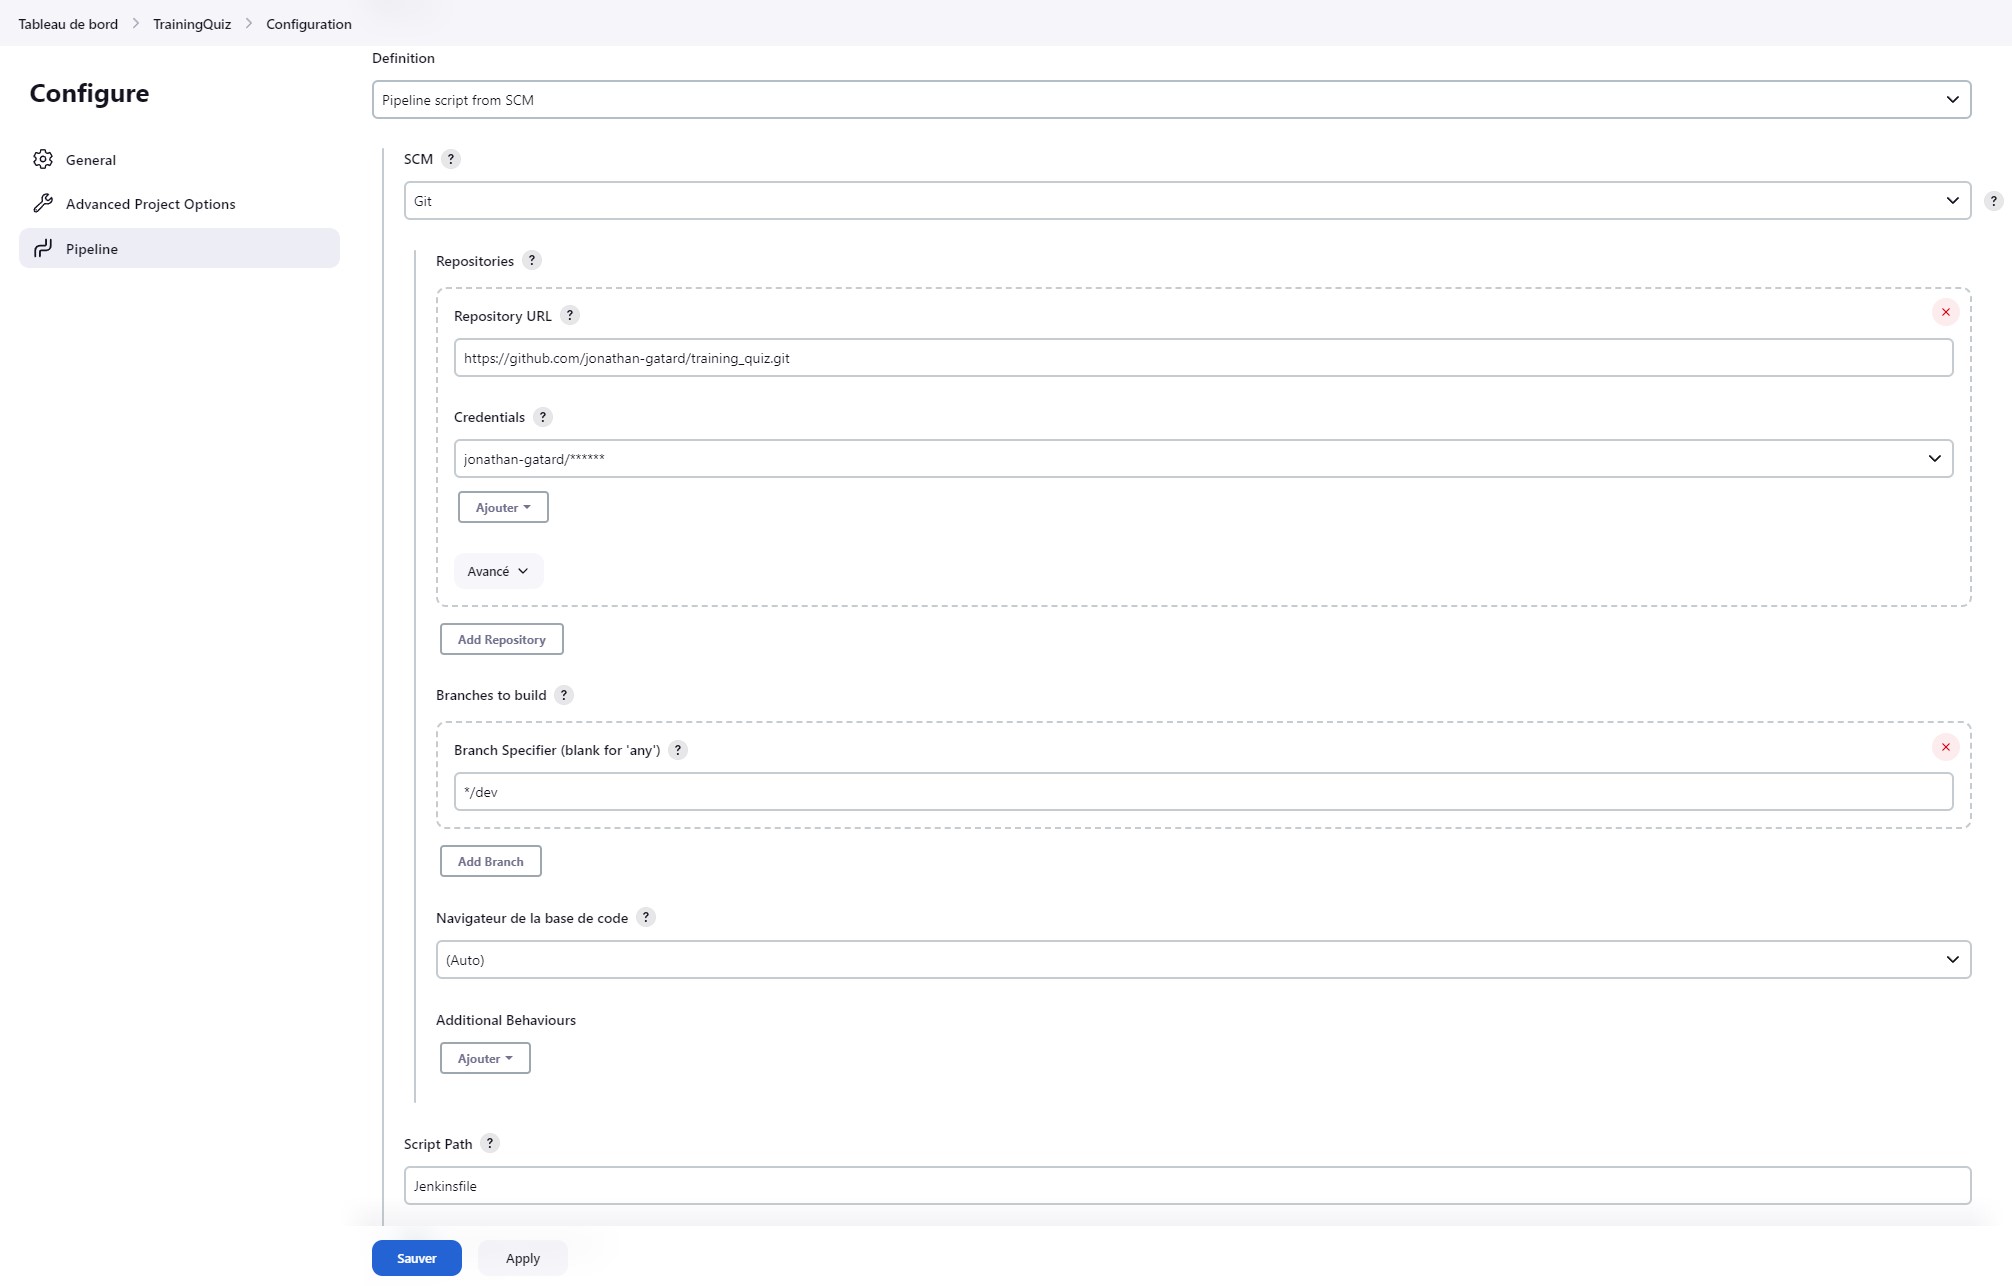 Tableau de bord > TrainingQuiz > Configuration
Configure
General
Advanced Project Options
Pipeline
Definition
Pipeline script from SCM
SCM ?
Git
?
Repositories ?
Repository URL ?
https://github.com/jonathan-gatard/training_quiz.git
Credentials ?
jonathan-gatard/******
Ajouter
Avancé
Add Repository
Branches to build ?
Branch Specifier (blank for 'any') ?
*/dev
Add Branch
Navigateur de la base de code ?
(Auto)
Additional Behaviours
Ajouter
Script Path ?
Jenkinsfile
Sauver Apply